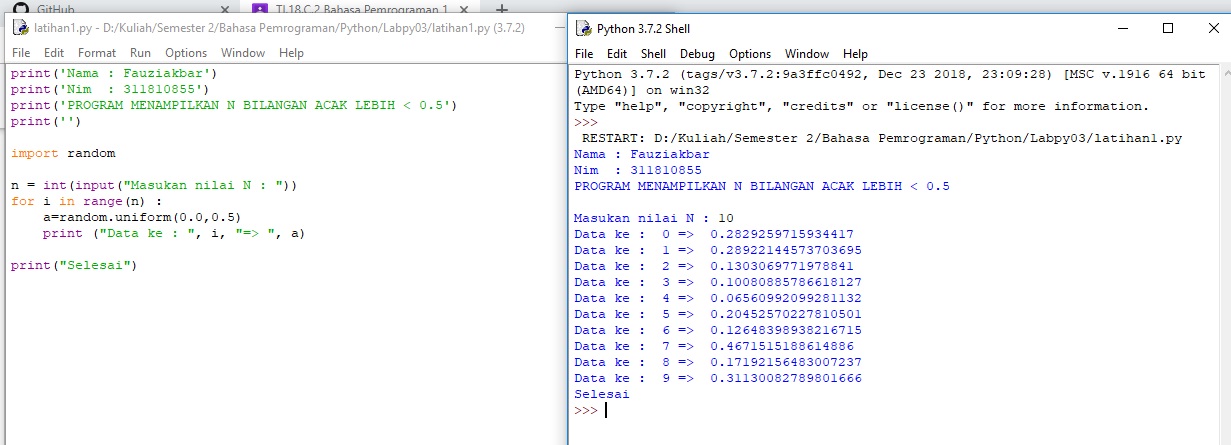 GitHub
TI.18.C.2 Bahasa Pemrograman 1
latihan1.py - D:/Kuliah/Semester 2/Bahasa Pemrograman/Python/Labpy03/latihan1.py (3.7.2)
File Edit Format Run Options Window Help
print('Nama : Fauziakbar')
print('Nim  : 311810855')
print('PROGRAM MENAMPILKAN N BILANGAN ACAK LEBIH < 0.5')
print('')
import random
n = int(input("Masukan nilai N : "))
for i in range(n) :
    a=random.uniform(0.0,0.5)
    print ("Data ke : ", i, "=> ", a)
print("Selesai")
Python 3.7.2 Shell
File Edit Shell Debug Options Window Help
Python 3.7.2 (tags/v3.7.2:9a3ffc0492, Dec 23 2018, 23:09:28) [MSC v.1916 64 bit
(AMD64)] on win32
Type "help", "copyright", "credits" or "license()" for more information.
>>>
 RESTART: D:/Kuliah/Semester 2/Bahasa Pemrograman/Python/Labpy03/latihan1.py
Nama : Fauziakbar
Nim  : 311810855
PROGRAM MENAMPILKAN N BILANGAN ACAK LEBIH < 0.5
Masukan nilai N : 10
Data ke :  0 =>  0.2829259715934417
Data ke :  1 =>  0.28922144573703695
Data ke :  2 =>  0.1303069771978841
Data ke :  3 =>  0.10080885786618127
Data ke :  4 =>  0.06560992099281132
Data ke :  5 =>  0.20452570227810501
Data ke :  6 =>  0.12648398938216715
Data ke :  7 =>  0.4671515188614886
Data ke :  8 =>  0.17192156483007237
Data ke :  9 =>  0.31130082789801666
Selesai
>>>